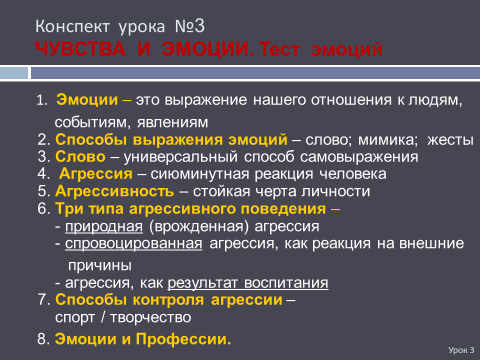 Конспект урока №3
ЧУВСТВА И ЭМОЦИИ. Тест эмоций
1. Эмоции – это выражение нашего отношения к людям,
событиям, явлениям
2. Способы выражения эмоций – слово; мимика; жесты
3. Слово – универсальный способ самовыражения
4. Агрессия – сиюминутная реакция человека
5. Агрессивность – стойкая черта личности
6. Три типа агрессивного поведения –
- природная (врожденная) агрессия
- спровоцированная агрессия, как реакция на внешние
причины
- агрессия, как результат воспитания
7. Способы контроля агрессии –
спорт / творчество
8. Эмоции и Профессии.
Урок 3